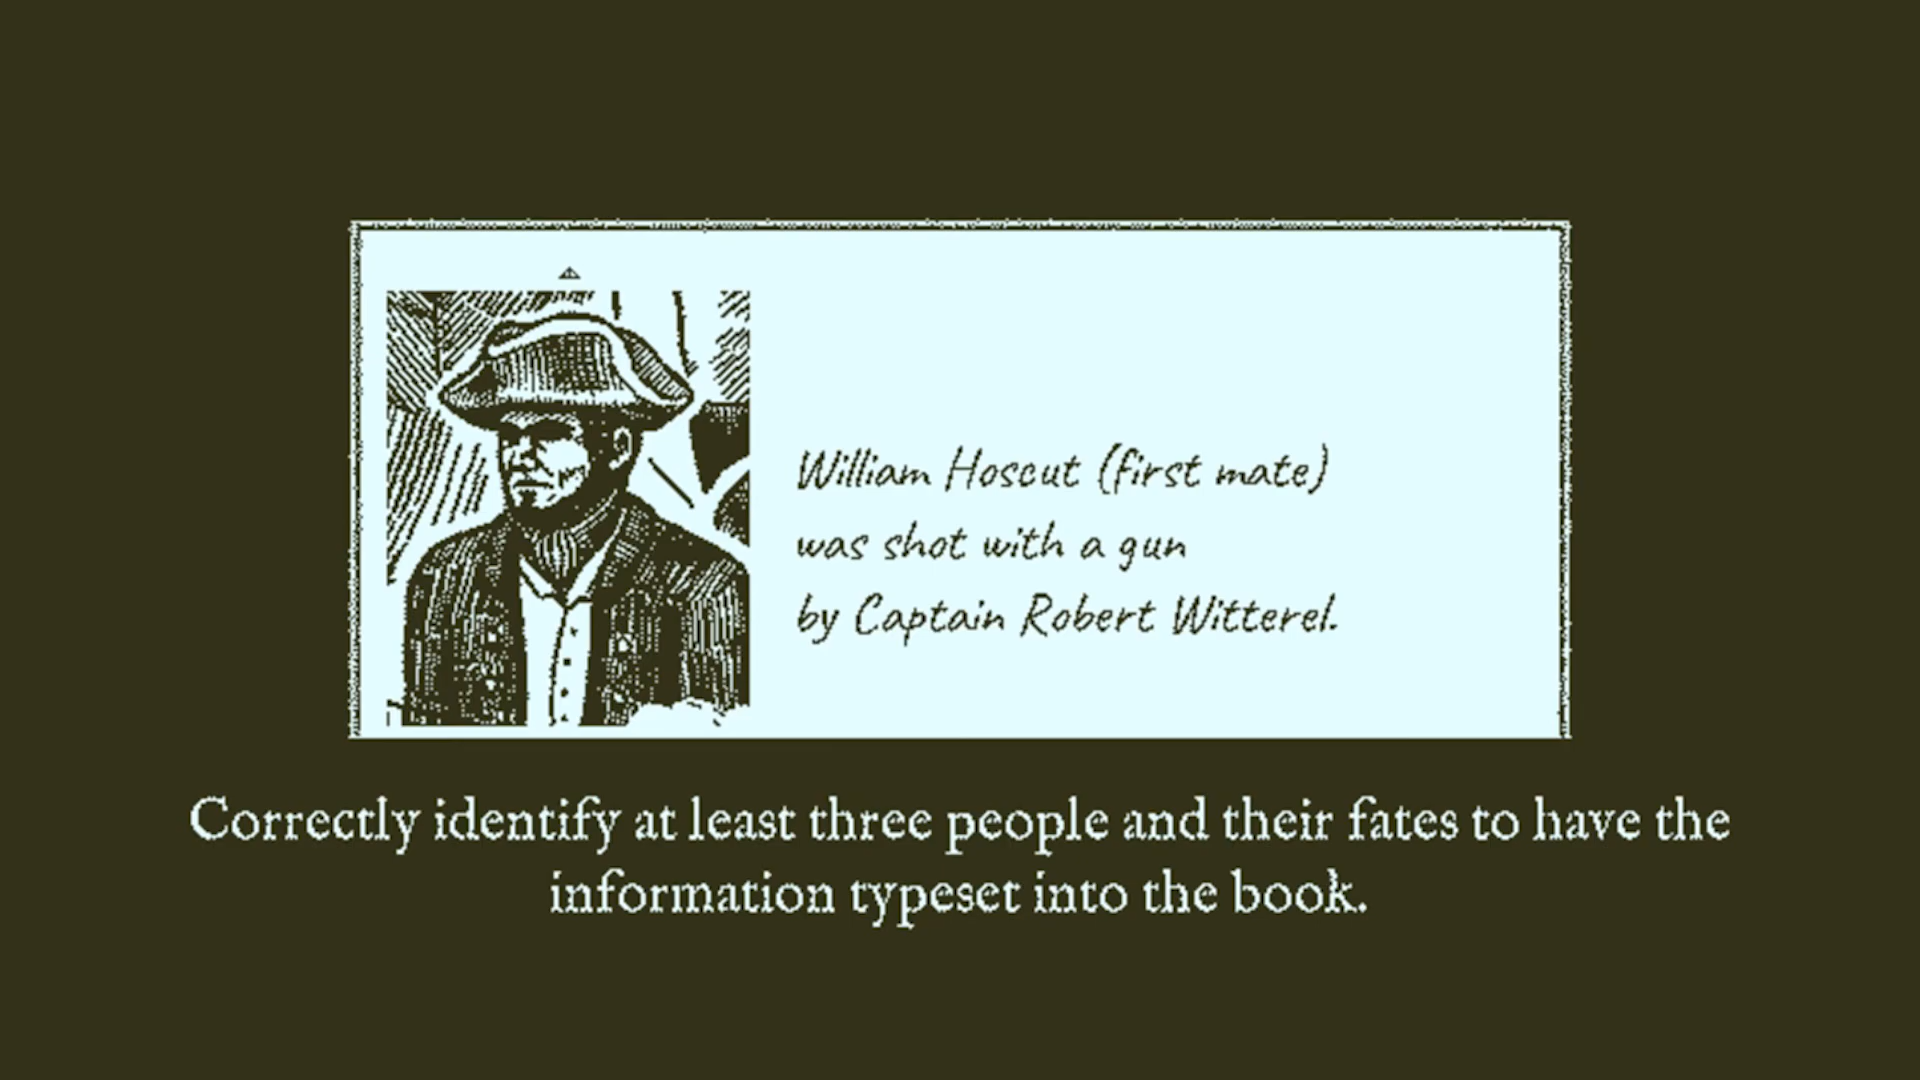 William Hoscut (first mate)
was shot with a gun
by Captain Robert Witterel.
Correctly identify at least three people and their fates to have the
information typeset into the book.